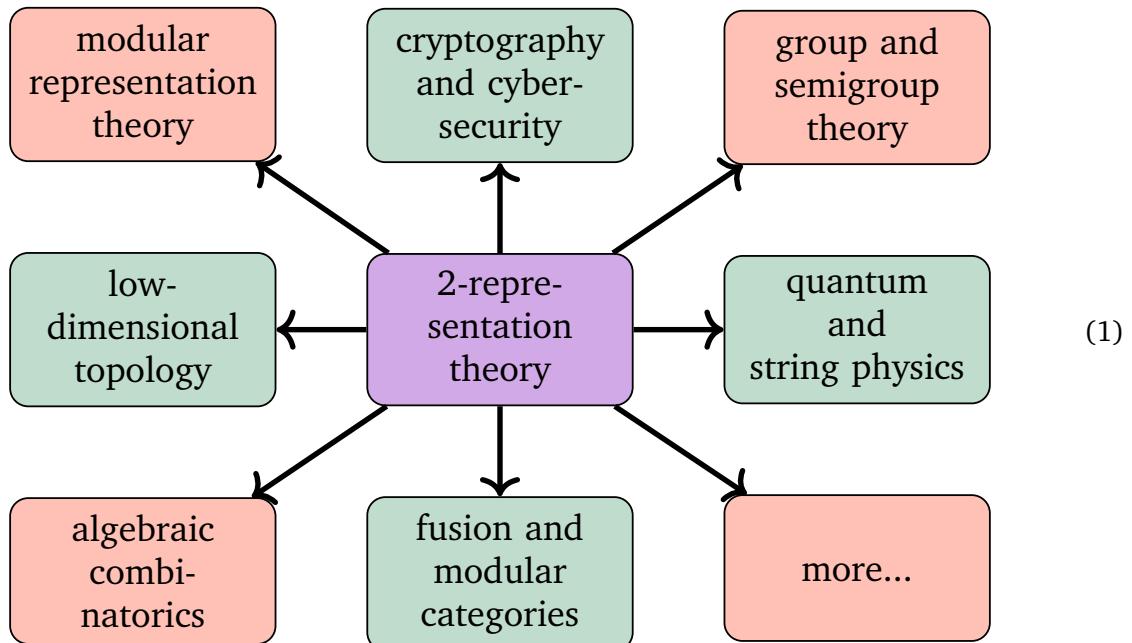 modular
representation
theory
cryptography
and cyber-
security
group and
semigroup
theory
low-
dimensional
topology
2-repre-
sentation
theory
quantum
and
string physics
(1)
algebraic
combi-
natorics
fusion and
modular
categories
more...